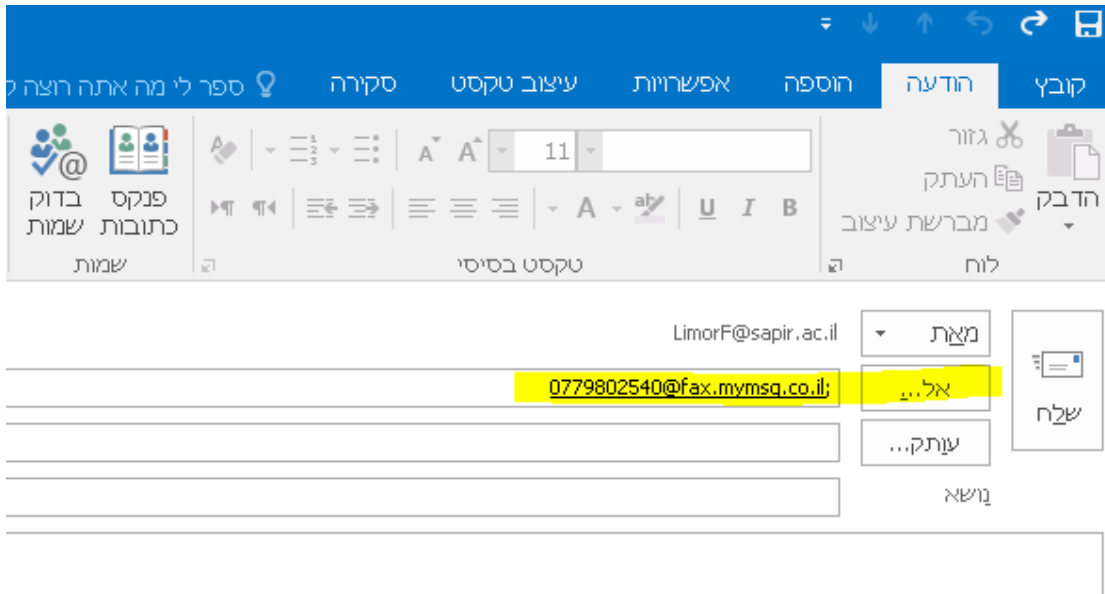 קובץ הודעה הוספה אפשרויות עיצוב טקסט סקירה ספר לי מה אתה רוצה
הדבק
גזור
העתק
מברשת עיצוב
לוח
11
B I U
טקסט בסיסי
פנקס כתובות
בדוק שמות
שמות
שלח
מאת LimorF@sapir.ac.il
אל... 0779802540@fax.mymsg.co.il;
עותק...
נושא